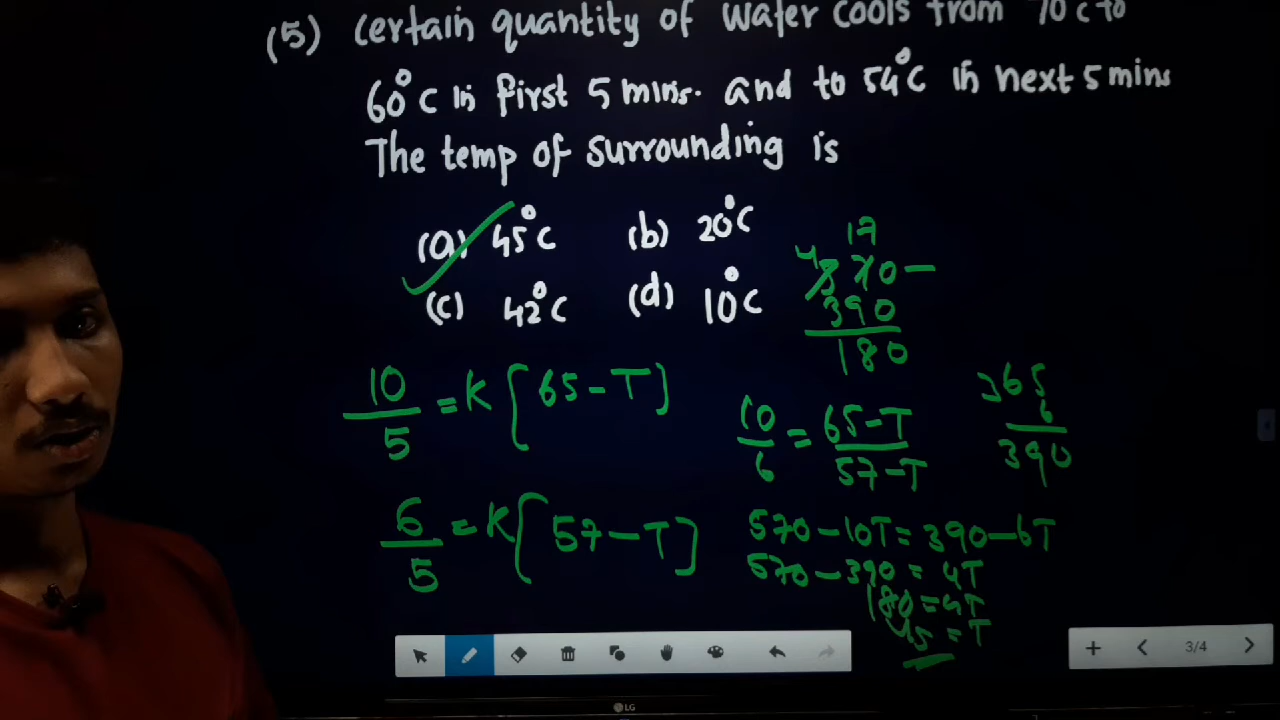 (5) Certain quantity of water cools from 70 c to
60°C in first 5 mins. and to 54°C in next 5 mins
The temp of surrounding is
(a) 45°C (b) 20°C
(c) 42°C (d) 10°C
17
4
570 -
390
180
10/5 = K [65 - T]
10/6 = 65-T/57-T
365
6
390
6/5 = K [57 - T]
570 - 10T = 390 - 6T
570 - 390 = 4T
180 = 4T
45 = T
3/4
LG